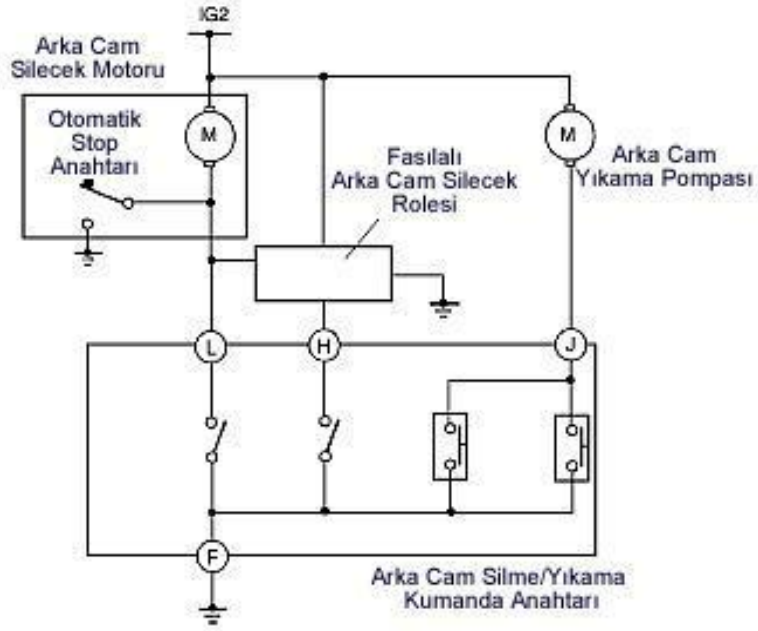 IG2
Arka Cam
Silecek Motoru
Otomatik
Stop
Anahtarı
M
M
Fasılalı
Arka Cam Silecek
Rolesi
Arka Cam
Yıkama Pompası
L
H
J
F
Arka Cam Silme/Yıkama
Kumanda Anahtarı